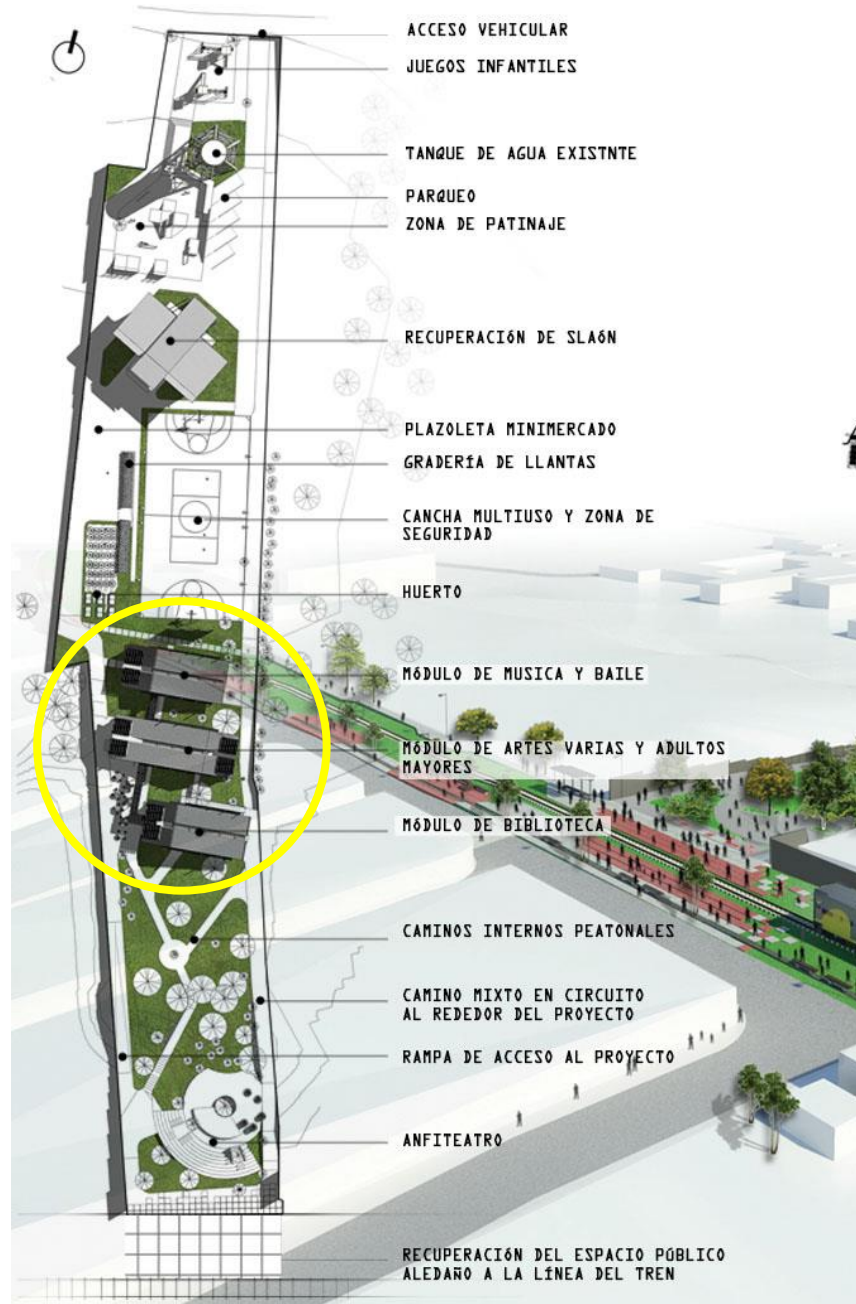 ACCESO VEHICULAR
JUEGOS INFANTILES
TANQUE DE AGUA EXISTNTE
PARQUEO
ZONA DE PATINAJE
RECUPERACIÓN DE SLAÓN
PLAZOLETA MINIMERCADO
GRADERÍA DE LLANTAS
CANCHA MULTIUSO Y ZONA DE
SEGURIDAD
HUERTO
MÓDULO DE MUSICA Y BAILE
MÓDULO DE ARTES VARIAS Y ADULTOS
MAYORES
MÓDULO DE BIBLIOTECA
CAMINOS INTERNOS PEATONALES
CAMINO MIXTO EN CIRCUITO
AL REDEDOR DEL PROYECTO
RAMPA DE ACCESO AL PROYECTO
ANFITEATRO
RECUPERACIÓN DEL ESPACIO PÚBLICO
ALEDAÑO A LA LÍNEA DEL TREN